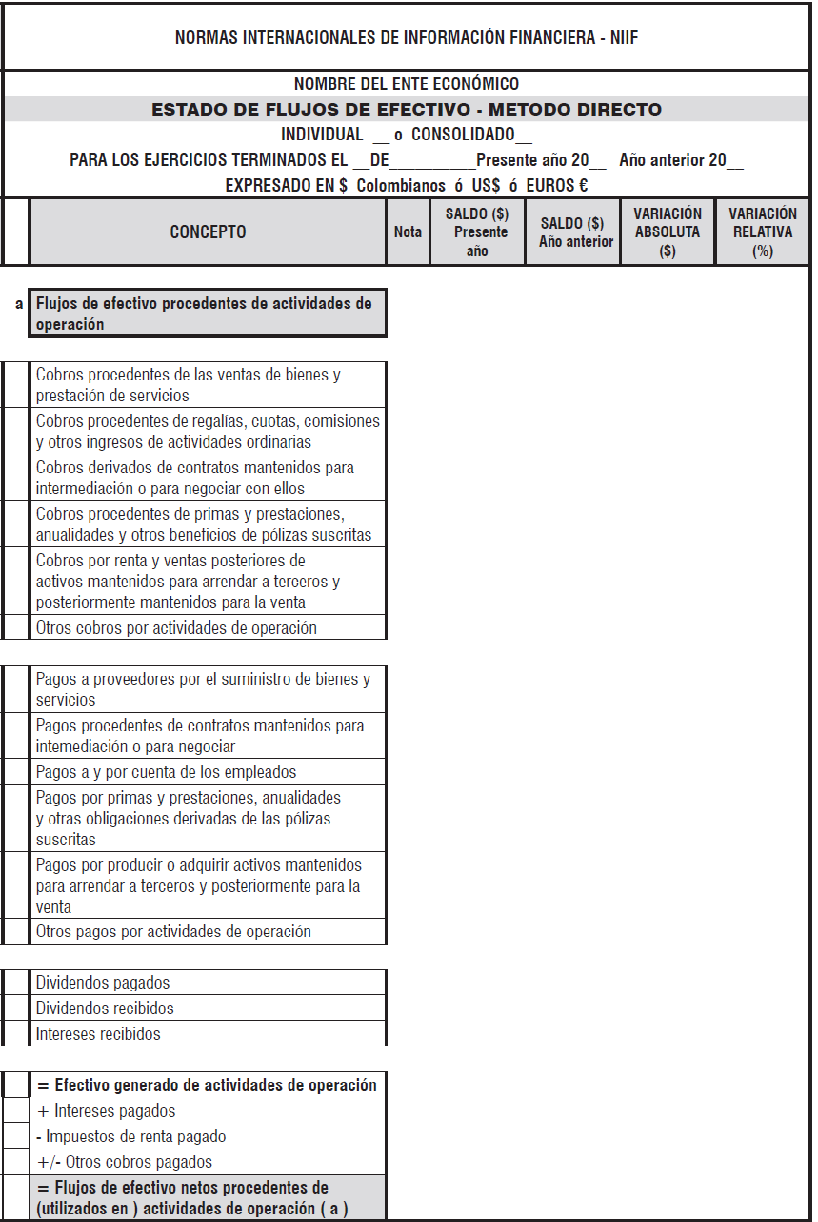 NORMAS INTERNACIONALES DE INFORMACIÓN FINANCIERA - NIIF
NOMBRE DEL ENTE ECONÓMICO
ESTADO DE FLUJOS DE EFECTIVO - METODO DIRECTO
INDIVIDUAL __ o CONSOLIDADO__
PARA LOS EJERCICIOS TERMINADOS EL __DE__________Presente año 20__ Año anterior 20__
EXPRESADO EN $ Colombianos ó US$ ó EUROS €
CONCEPTO
Nota
SALDO ($)
Presente
año
SALDO ($)
Año anterior
VARIACIÓN
ABSOLUTA
($)
VARIACIÓN
RELATIVA
(%)
a Flujos de efectivo procedentes de actividades de
operación
Cobros procedentes de las ventas de bienes y
prestación de servicios
Cobros procedentes de regalías, cuotas, comisiones
y otros ingresos de actividades ordinarias
Cobros derivados de contratos mantenidos para
intermediación o para negociar con ellos
Cobros procedentes de primas y prestaciones,
anualidades y otros beneficios de pólizas suscritas
Cobros por renta y ventas posteriores de
activos mantenidos para arrendar a terceros y
posteriormente mantenidos para la venta
Otros cobros por actividades de operación
Pagos a proveedores por el suministro de bienes y
servicios
Pagos procedentes de contratos mantenidos para
intemediación o para negociar
Pagos a y por cuenta de los empleados
Pagos por primas y prestaciones, anualidades
y otras obligaciones derivadas de las pólizas
suscritas
Pagos por producir o adquirir activos mantenidos
para arrendar a terceros y posteriormente para la
venta
Otros pagos por actividades de operación
Dividendos pagados
Dividendos recibidos
Intereses recibidos
= Efectivo generado de actividades de operación
+ Intereses pagados
- Impuestos de renta pagado
+/- Otros cobros pagados
= Flujos de efectivo netos procedentes de
(utilizados en ) actividades de operación ( a )